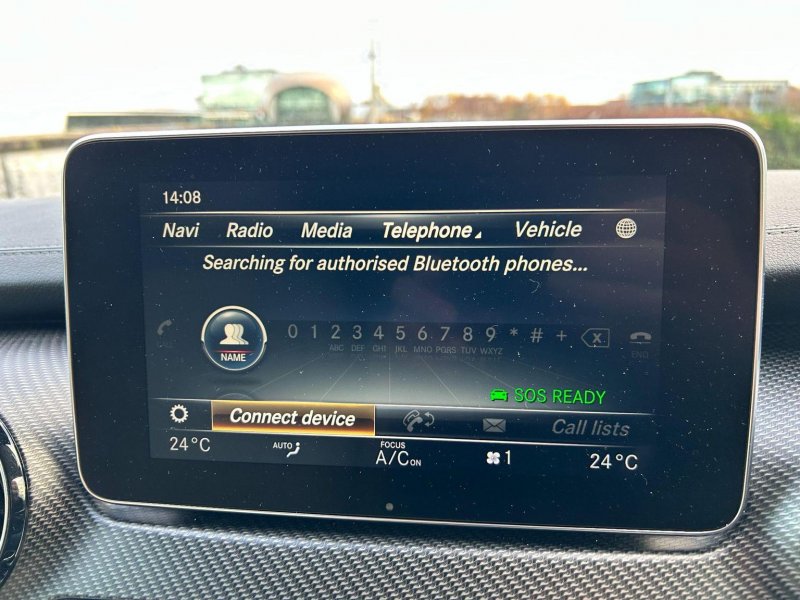 14:08
Navi Radio Media Telephone Vehicle
Searching for authorised Bluetooth phones...
NAME
0 1 2 3 4 5 6 7 8 9 * # + X
ABC DEF GHI JKL MNO PQRS TUV WXYZ
END
SOS READY
Connect device Call lists
24°C AUTO FOCUS A/C ON 1 24°C